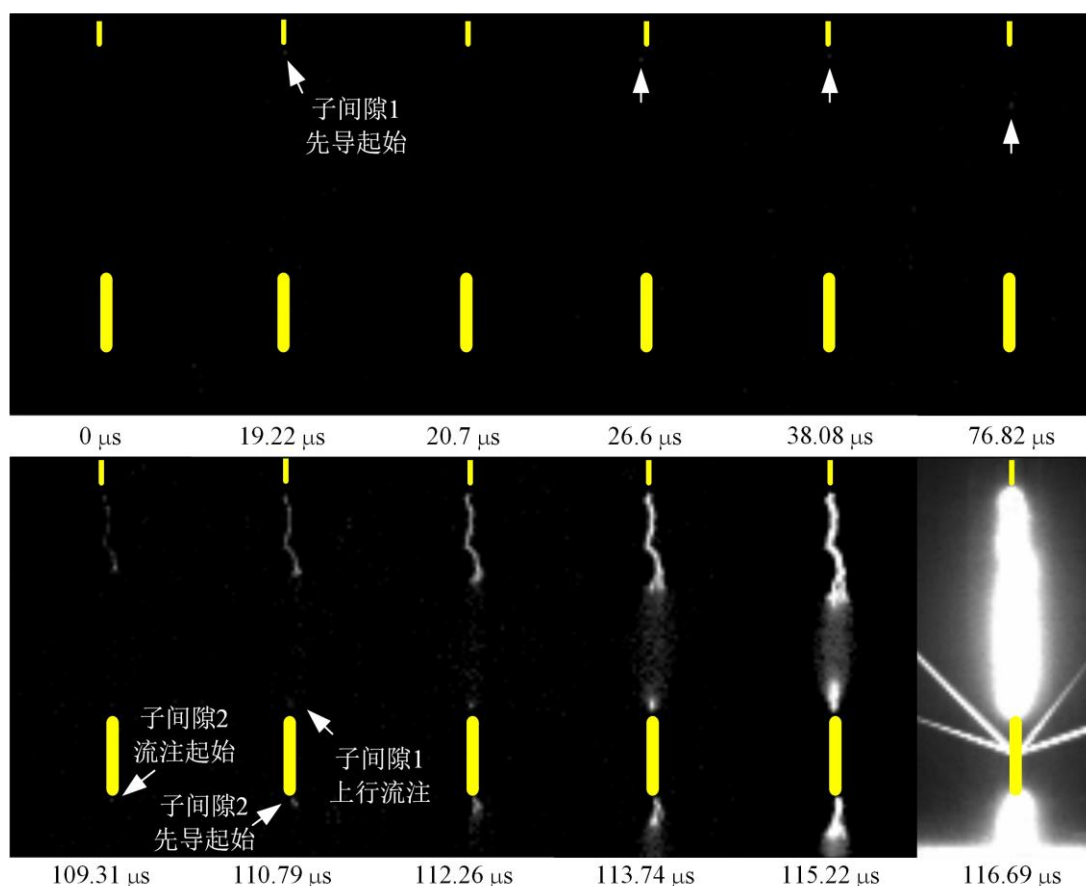 子间隙1
先导起始
0 μs
19.22 μs
20.7 μs
26.6 μs
38.08 μs
76.82 μs
子间隙2
流注起始
子间隙1
上行流注
子间隙2
先导起始
109.31 μs
110.79 μs
112.26 μs
113.74 μs
115.22 μs
116.69 μs